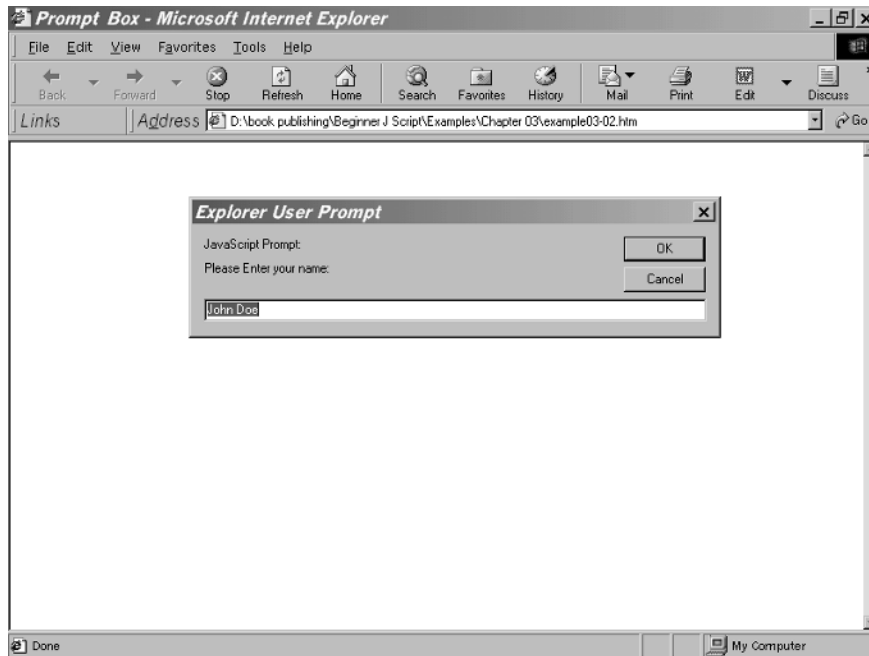 Prompt Box - Microsoft Internet Explorer
File Edit View Favorites Tools Help
Back Forward Stop Refresh Home Search Favorites History Mail Print Edit Discuss
Links Address D:\book publishing\Beginner J Script\Examples\Chapter 03\example03-02.htm Go
Explorer User Prompt
JavaScript Prompt:
OK
Please Enter your name:
Cancel
John Doe
Done My Computer